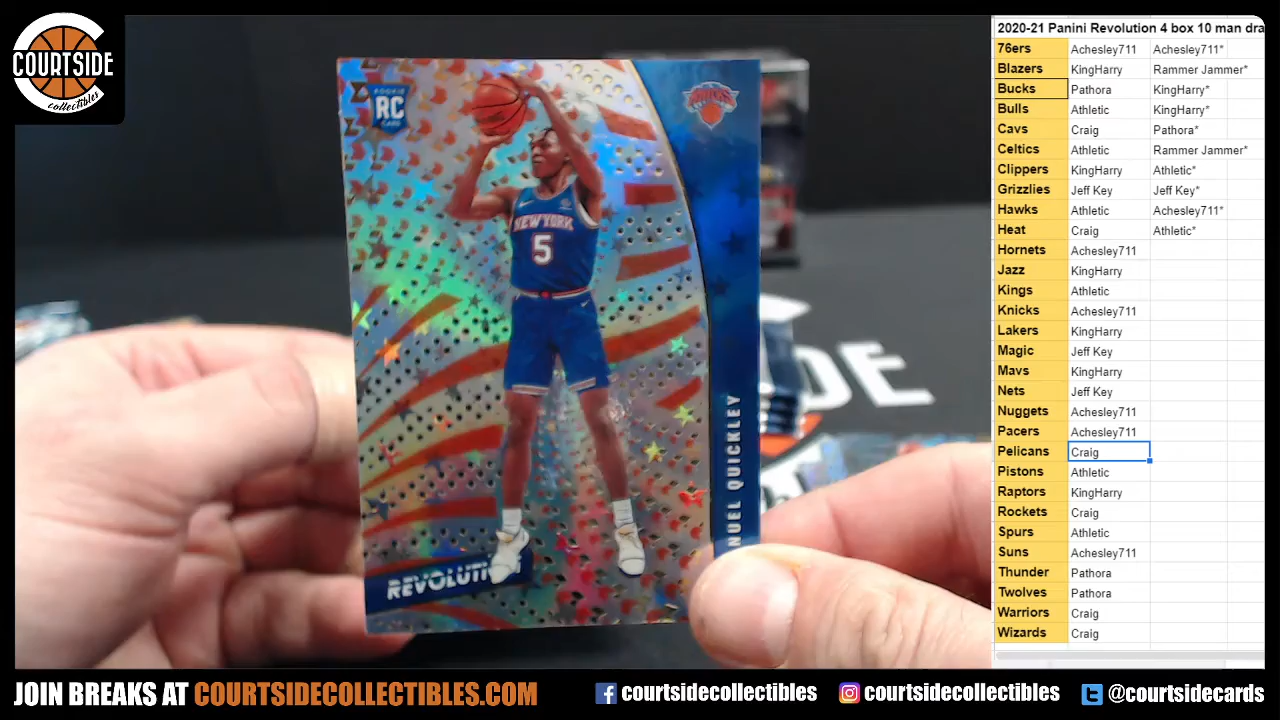 COURTSIDE
collectibles
ROOKIE
RC
CARD
NEW YORK
5
NUEL QUICKLEY
REVOLUTI
2020-21 Panini Revolution 4 box 10 man dra
76ers Achesley711 Achesley711*
Blazers KingHarry Rammer Jammer*
Bucks Pathora KingHarry*
Bulls Athletic KingHarry*
Cavs Craig Pathora*
Celtics Athletic Rammer Jammer*
Clippers KingHarry Athletic*
Grizzlies Jeff Key Jeff Key*
Hawks Athletic Achesley711*
Heat Craig Athletic*
Hornets Achesley711
Jazz KingHarry
Kings Athletic
Knicks Achesley711
Lakers KingHarry
Magic Jeff Key
Mavs KingHarry
Nets Jeff Key
Nuggets Achesley711
Pacers Achesley711
Pelicans Craig
Pistons Athletic
Raptors KingHarry
Rockets Craig
Spurs Athletic
Suns Achesley711
Thunder Pathora
Twolves Pathora
Warriors Craig
Wizards Craig
JOIN BREAKS AT COURTSIDECOLLECTIBLES.COM
courtsidecollectibles
courtsidecollectibles
@courtsidecards